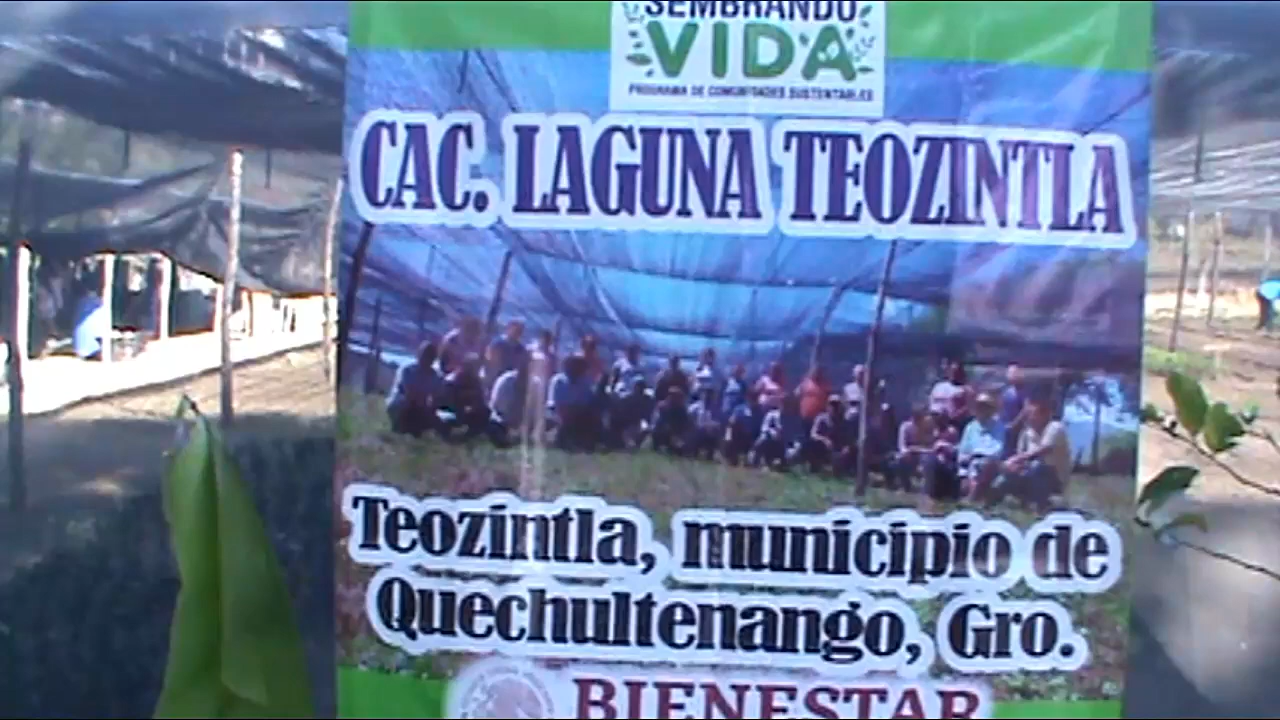 SEMBRANDO
VIDA
PROGRAMA DE COMUNIDADES SUSTENTABLES
CAC. LAGUNA TEOZINTLA
Teozintla, municipio de
Quechultenango, Gro.
BIENESTAR